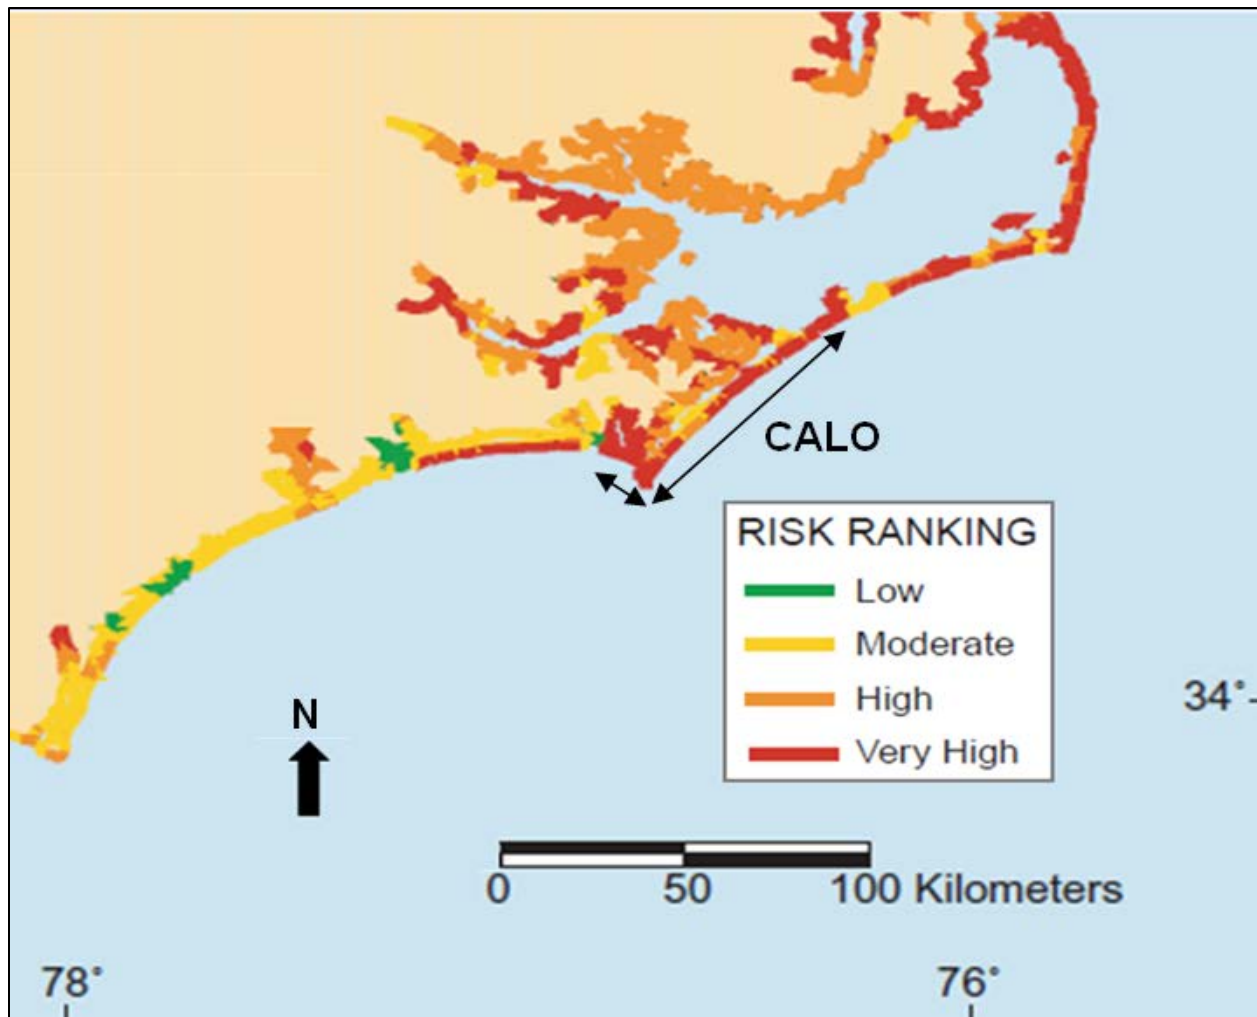 CALO
RISK RANKING
Low
Moderate
High
Very High
34°
N
0 50 100 Kilometers
78° 76°